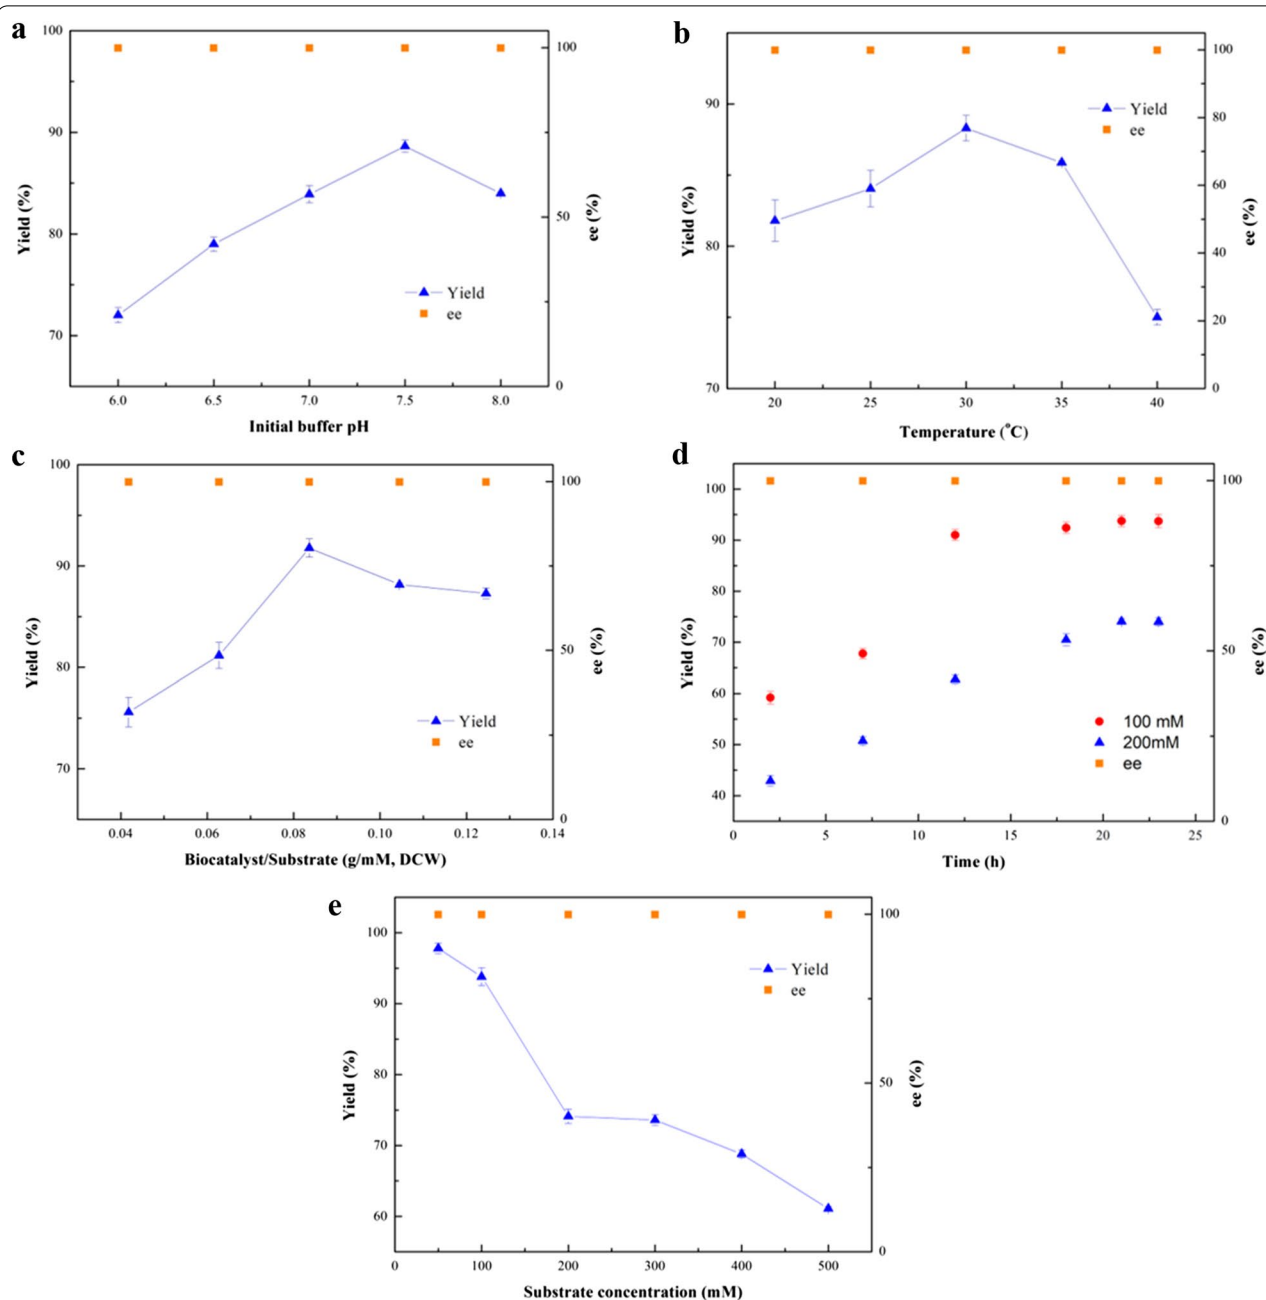 a
100
90
80
70
Yield (%)
100
50
0
ee (%)
Yield
ee
6.0 6.5 7.0 7.5 8.0
Initial buffer pH
b
90
80
70
Yield (%)
100
80
60
40
20
0
ee (%)
Yield
ee
20 25 30 35 40
Temperature (°C)
c
100
90
80
70
Yield (%)
100
50
0
ee (%)
Yield
ee
0.04 0.06 0.08 0.10 0.12 0.14
Biocatalyst/Substrate (g/mM, DCW)
d
100
90
80
70
60
50
40
Yield (%)
100
50
0
ee (%)
100 mM
200mM
ee
0 5 10 15 20 25
Time (h)
e
100
90
80
70
60
Yield (%)
100
50
0
ee (%)
Yield
ee
0 100 200 300 400 500
Substrate concentration (mM)